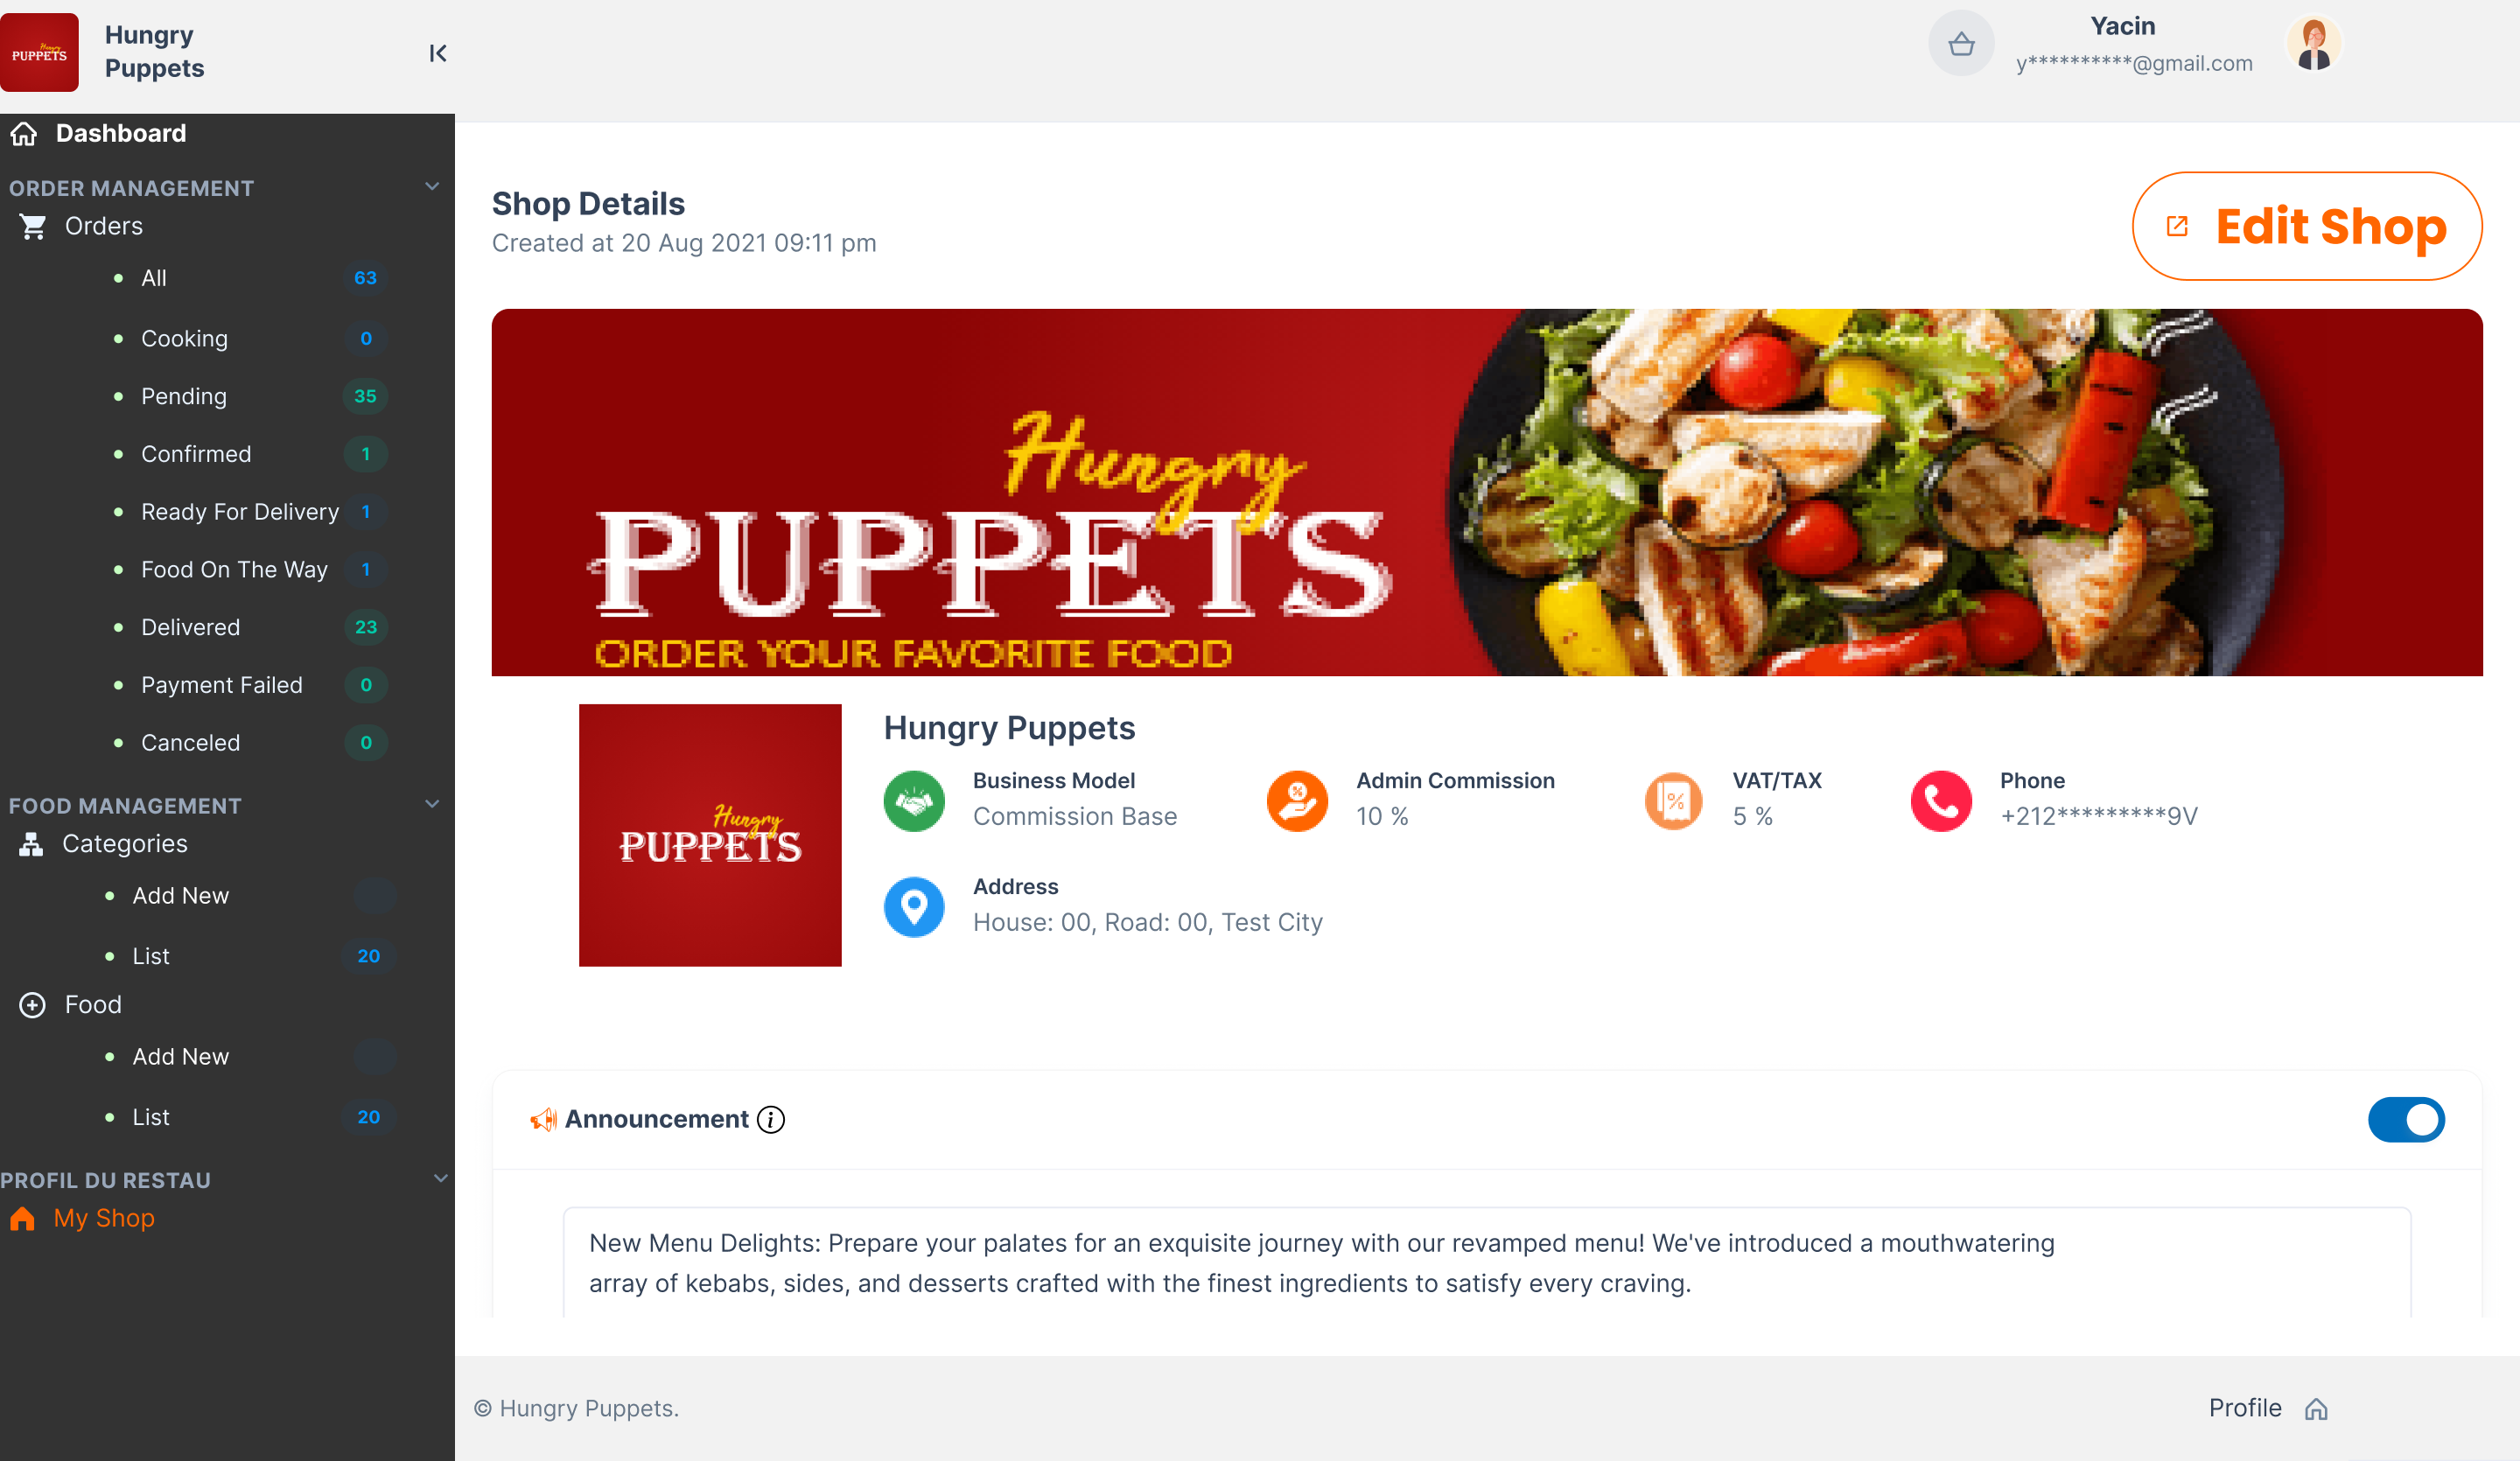 Hungry
PUPPETS
Hungry
Puppets
Yacin
y**********@gmail.com
Dashboard
ORDER MANAGEMENT
Orders
All 63
Cooking 0
Pending 35
Confirmed 1
Ready For Delivery 1
Food On The Way 1
Delivered 23
Payment Failed 0
Canceled 0
FOOD MANAGEMENT
Categories
Add New
List 20
Food
Add New
List 20
PROFIL DU RESTAU
My Shop
Shop Details
Created at 20 Aug 2021 09:11 pm
Edit Shop
Hungry
PUPPETS
ORDER YOUR FAVORITE FOOD
Hungry
PUPPETS
Hungry Puppets
Business Model
Commission Base
Admin Commission
10 %
VAT/TAX
5 %
Phone
+212*********9V
Address
House: 00, Road: 00, Test City
Announcement
New Menu Delights: Prepare your palates for an exquisite journey with our revamped menu! We've introduced a mouthwatering
array of kebabs, sides, and desserts crafted with the finest ingredients to satisfy every craving.
© Hungry Puppets.
Profile